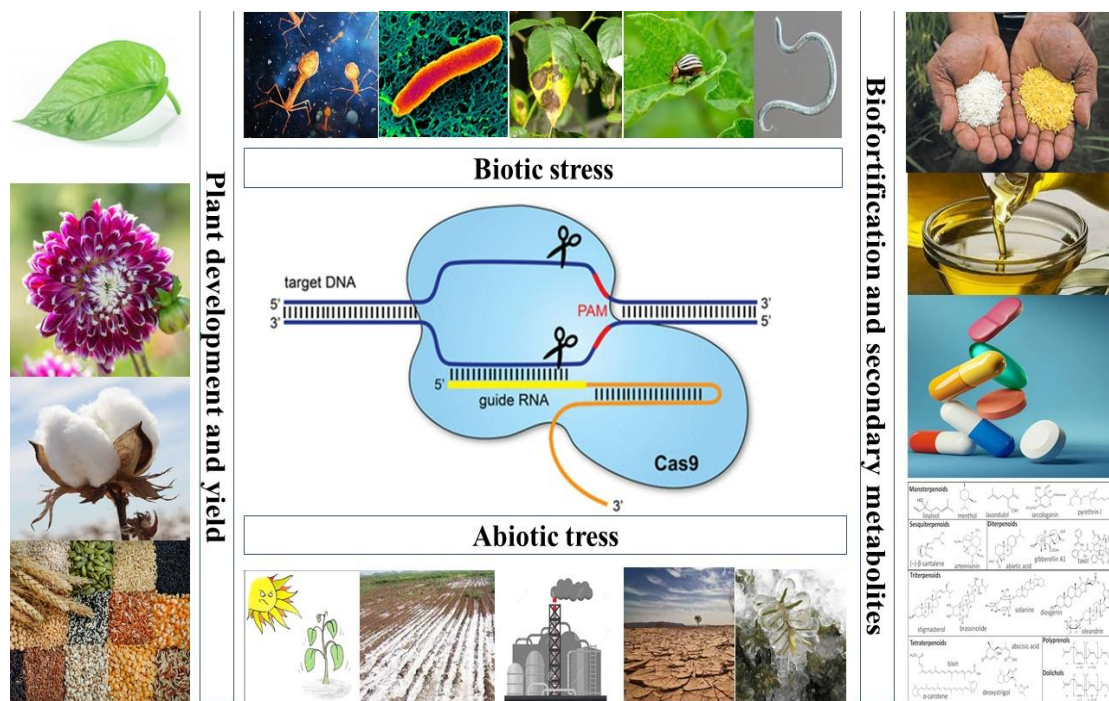 Plant development and yield
Biotic stress
target DNA
5’
3’
PAM
3’
5’
5’
guide RNA
Cas9
3’
Abiotic tress
Biofortification and secondary metabolites
Monoterpenoids
linalool menthol lavandulol secologanin pyrethrin I
Sesquiterpenoids Diterpenoids
(–) β-santalene artemisinin abietic acid gibberellin A1 taxol
Triterpenoids
stigmasterol brassinolide solanine diosgenin oleandrin
Tetraterpenoids Polyprenols
abscisic acid
bixin
Dolichols
α-carotene deoxystrigol